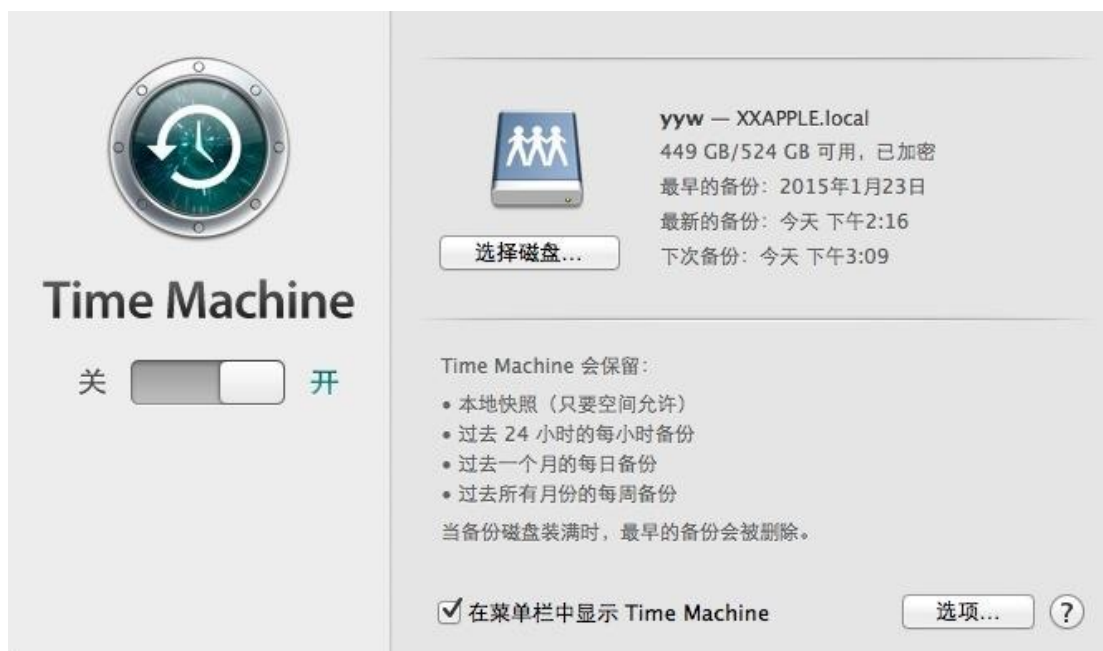 Time Machine
关 开
yyw — XXAPPLE.local
449 GB/524 GB 可用，已加密
最早的备份：2015年1月23日
最新的备份：今天 下午2:16
下次备份：今天 下午3:09
选择磁盘...
Time Machine 会保留：
• 本地快照（只要空间允许）
• 过去 24 小时的每小时备份
• 过去一个月的每日备份
• 过去所有月份的每周备份
当备份磁盘装满时，最早的备份会被删除。
在菜单栏中显示 Time Machine
选项... ?